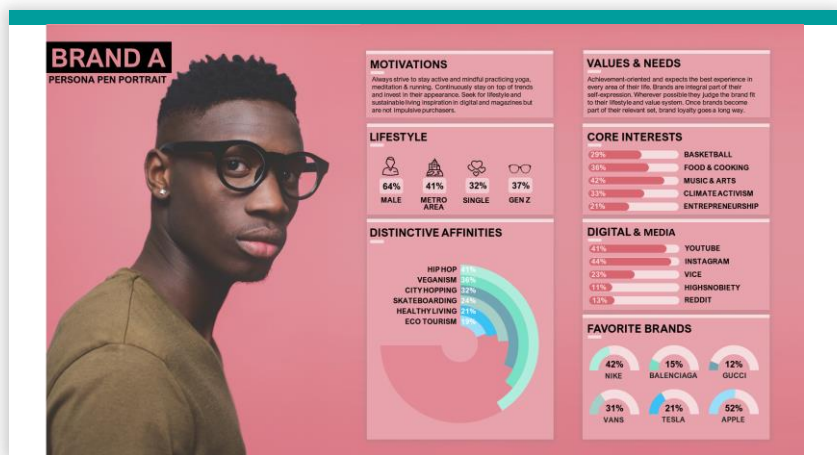 BRAND A
PERSONA PEN PORTRAIT
MOTIVATIONS
Always strive to stay active and mindful practicing yoga,
meditation & running. Continuously stay on top of trends
and invest in their appearance. Seek for lifestyle and
sustainable living inspiration in digital and magazines but
are not impulsive purchasers.
LIFESTYLE
64%
MALE
41%
METRO
AREA
32%
SINGLE
37%
GEN Z
DISTINCTIVE AFFINITIES
HIP HOP 41%
VEGANISM 36%
CITY HOPPING 32%
SKATEBOARDING 24%
HEALTHY LIVING 21%
ECO TOURISM 19%
VALUES & NEEDS
Achievement-oriented and expects the best experience in
every area of their life. Brands are integral part of their
self-expression. Wherever possible they judge the brand fit
to their lifestyle and value system. Once brands become
part of their relevant set, brand loyalty goes a long way.
CORE INTERESTS
29% BASKETBALL
36% FOOD & COOKING
42% MUSIC & ARTS
33% CLIMATE ACTIVISM
21% ENTREPRENEURSHIP
DIGITAL & MEDIA
41% YOUTUBE
44% INSTAGRAM
23% VICE
11% HIGHSNOBIETY
13% REDDIT
FAVORITE BRANDS
42%
NIKE
15%
BALENCIAGA
12%
GUCCI
31%
VANS
21%
TESLA
52%
APPLE